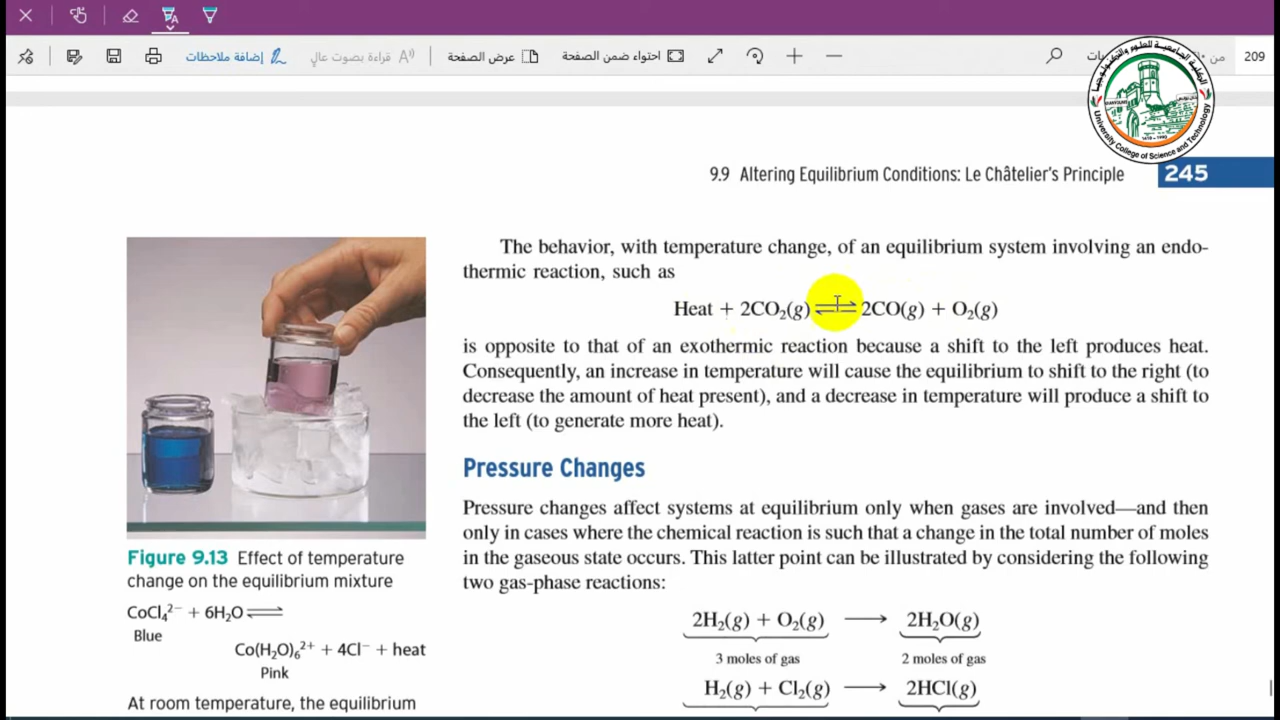 إضافة ملاحظات
قراءة بصوت عالٍ
عرض الصفحة
احتواء ضمن الصفحة
من
209
الكلية الجامعية للعلوم والتكنولوجيا
University College of Science and Technology
9.9 Altering Equilibrium Conditions: Le Châtelier's Principle 245
The behavior, with temperature change, of an equilibrium system involving an endo-
thermic reaction, such as
Heat + 2CO₂(g) ⇌ 2CO(g) + O₂(g)
is opposite to that of an exothermic reaction because a shift to the left produces heat.
Consequently, an increase in temperature will cause the equilibrium to shift to the right (to
decrease the amount of heat present), and a decrease in temperature will produce a shift to
the left (to generate more heat).
Pressure Changes
Pressure changes affect systems at equilibrium only when gases are involved—and then
only in cases where the chemical reaction is such that a change in the total number of moles
in the gaseous state occurs. This latter point can be illustrated by considering the following
two gas-phase reactions:
2H₂(g) + O₂(g) ⟶ 2H₂O(g)
3 moles of gas 2 moles of gas
H₂(g) + Cl₂(g) ⟶ 2HCl(g)
Figure 9.13 Effect of temperature
change on the equilibrium mixture
CoCl₄²⁻ + 6H₂O ⇌
Blue
Co(H₂O)₆²⁺ + 4Cl⁻ + heat
Pink
At room temperature, the equilibrium